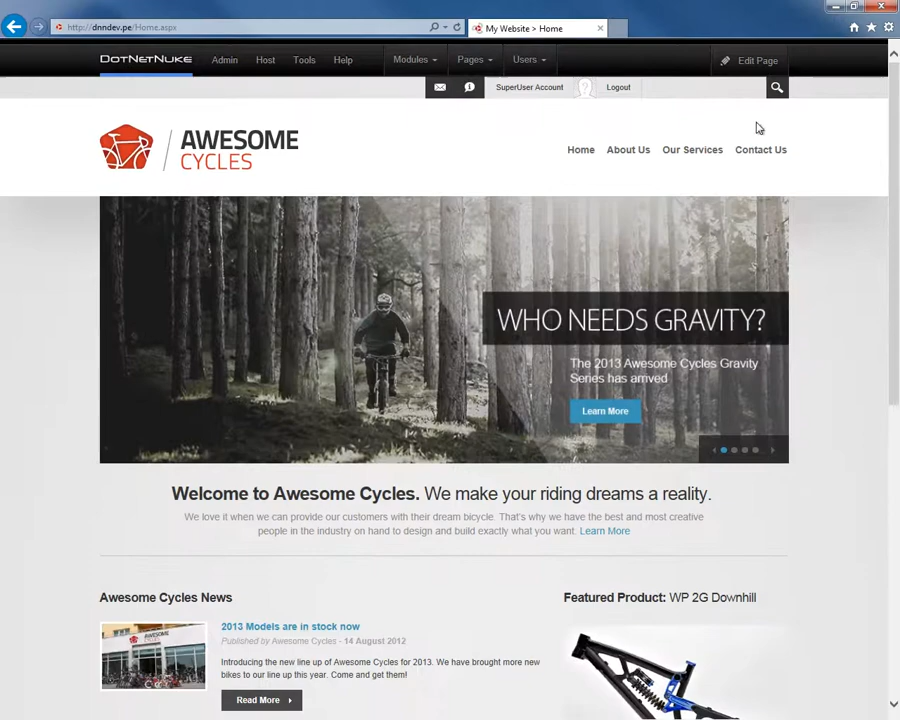 http://dnndev.pe/Home.aspx
My Website > Home
DOTNETNUKE Admin Host Tools Help Modules Pages Users Edit Page
SuperUser Account Logout
AWESOME
CYCLES
Home About Us Our Services Contact Us
WHO NEEDS GRAVITY?
The 2013 Awesome Cycles Gravity
Series has arrived
Learn More
Welcome to Awesome Cycles. We make your riding dreams a reality.
We love it when we can provide our customers with their dream bicycle. That's why we have the best and most creative
people in the industry on hand to design and build exactly what you want. Learn More
Awesome Cycles News
Featured Product: WP 2G Downhill
2013 Models are in stock now
Published by Awesome Cycles - 14 August 2012
Introducing the new line up of Awesome Cycles for 2013. We have brought more new
bikes to our line up this year. Come and get them!
Read More
AWESOME